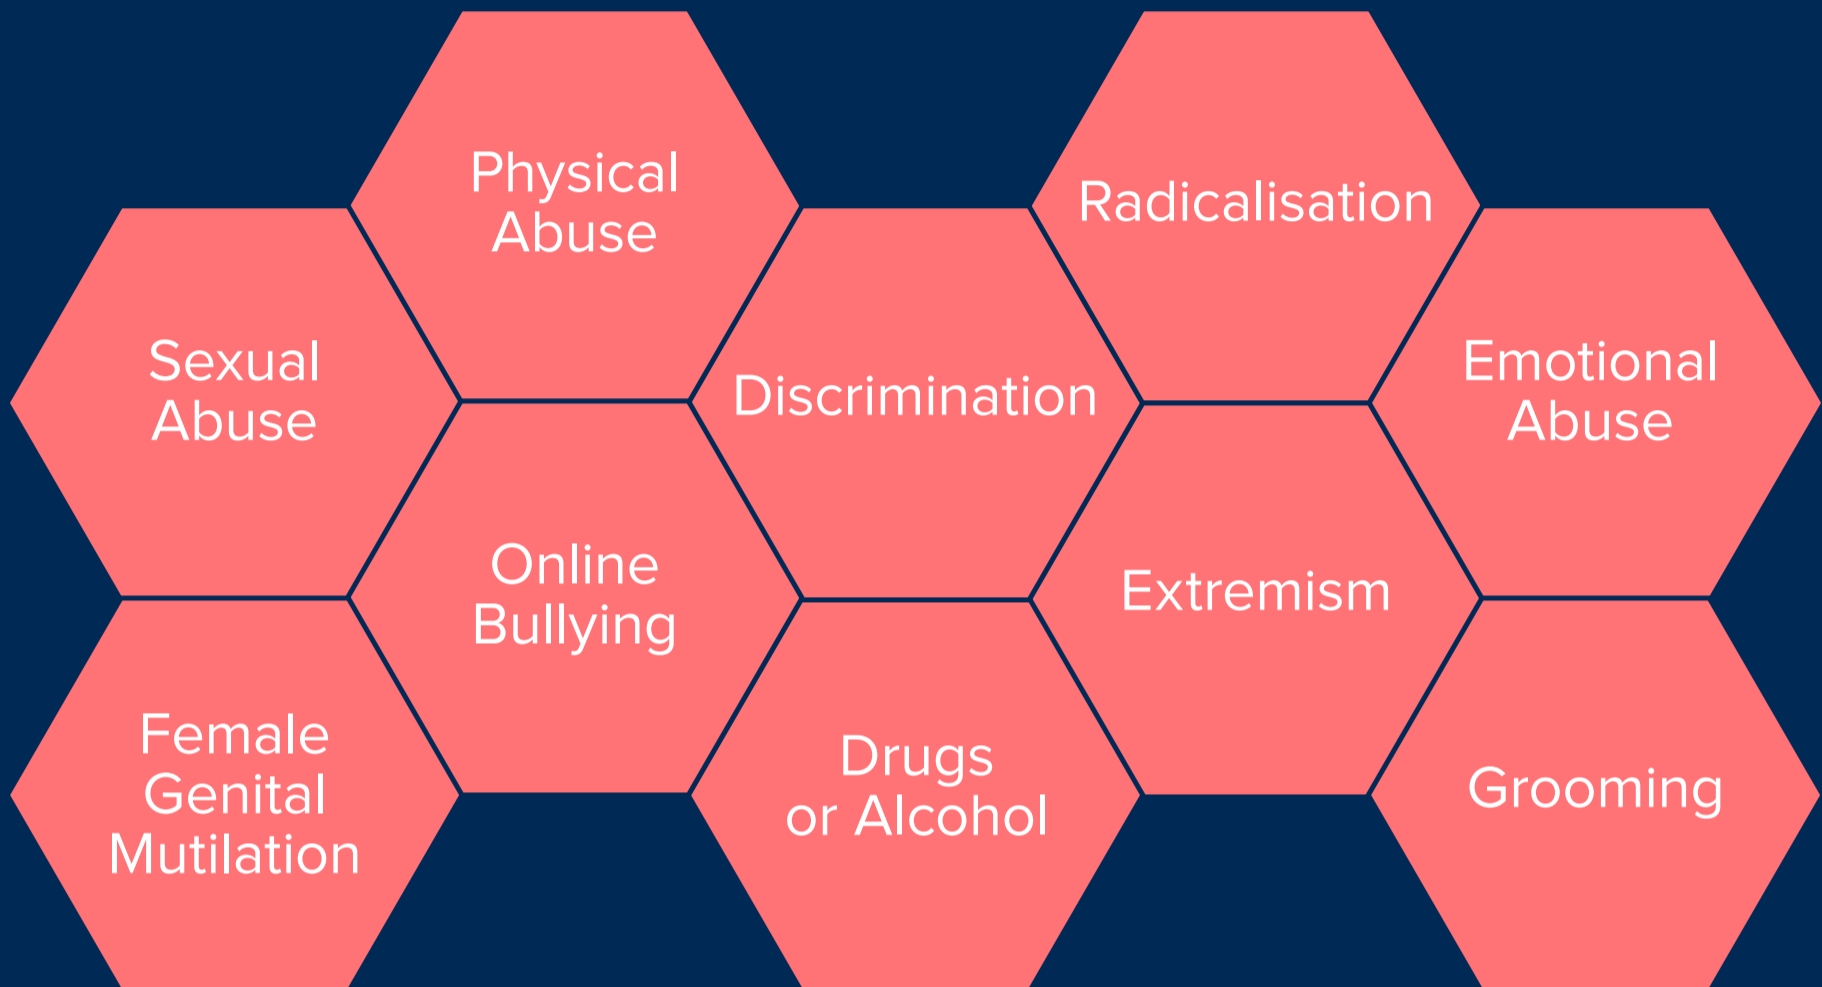 Physical
Abuse
Radicalisation
Sexual
Abuse
Discrimination
Emotional
Abuse
Online
Bullying
Extremism
Female
Genital
Mutilation
Drugs
or Alcohol
Grooming